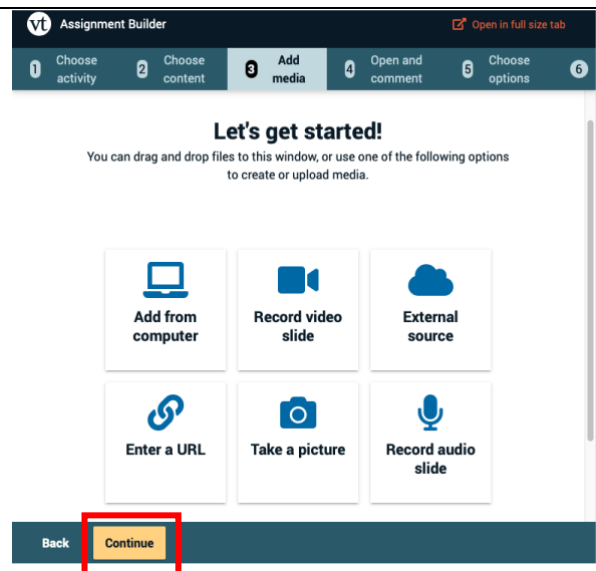 vt Assignment Builder Open in full size tab
1 Choose activity 2 Choose content 3 Add media 4 Open and comment 5 Choose options 6
Let's get started!
You can drag and drop files to this window, or use one of the following options
to create or upload media.
Add from computer
Record video slide
External source
Enter a URL
Take a picture
Record audio slide
Back Continue